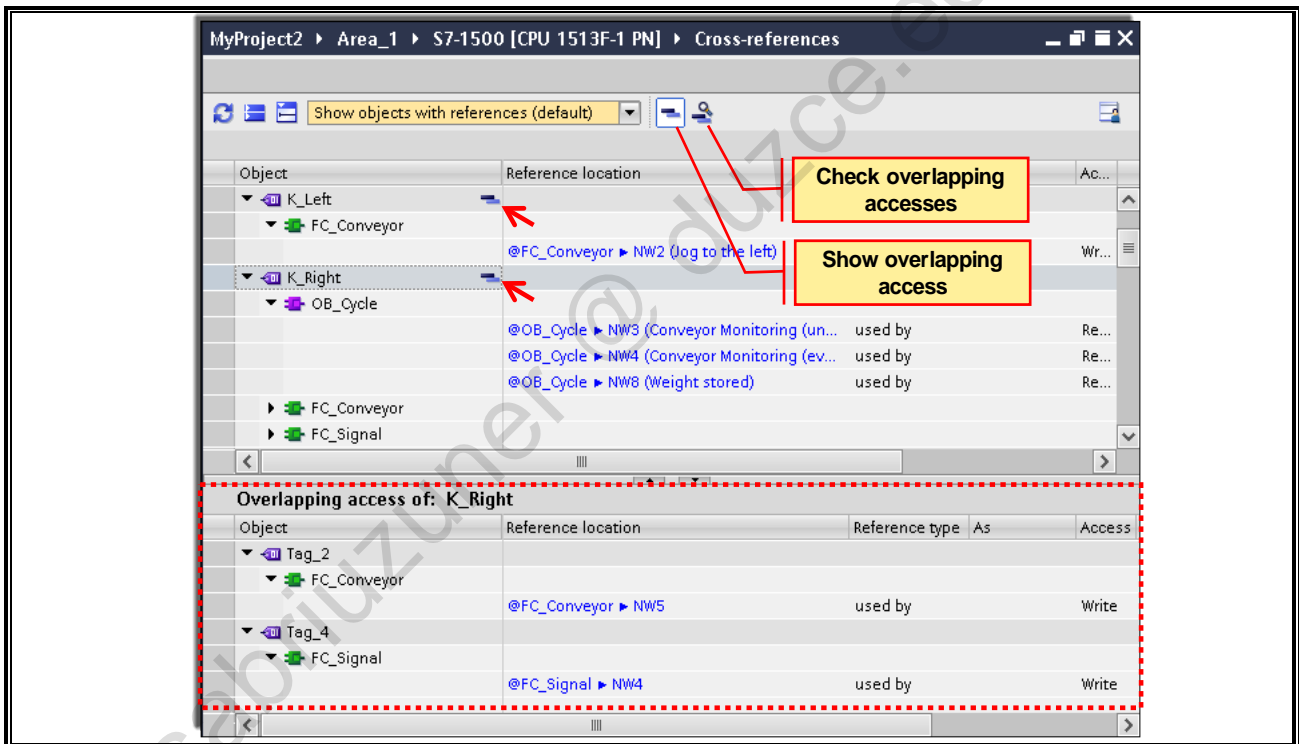 MyProject2 ▸ Area_1 ▸ S7-1500 [CPU 1513F-1 PN] ▸ Cross-references
Show objects with references (default)
Check overlapping
accesses
Object Reference location Ac...
K_Left
FC_Conveyor
@FC_Conveyor ▸ NW2 (Jog to the left) Wr...
Show overlapping
access
K_Right
OB_Cycle
@OB_Cycle ▸ NW3 (Conveyor Monitoring (un... used by Re...
@OB_Cycle ▸ NW4 (Conveyor Monitoring (ev... used by Re...
@OB_Cycle ▸ NW8 (Weight stored) used by Re...
FC_Conveyor
FC_Signal
Overlapping access of: K_Right
Object Reference location Reference type As Access
Tag_2
FC_Conveyor
@FC_Conveyor ▸ NW5 used by Write
Tag_4
FC_Signal
@FC_Signal ▸ NW4 used by Write
sabriuzuner @ duzce.e